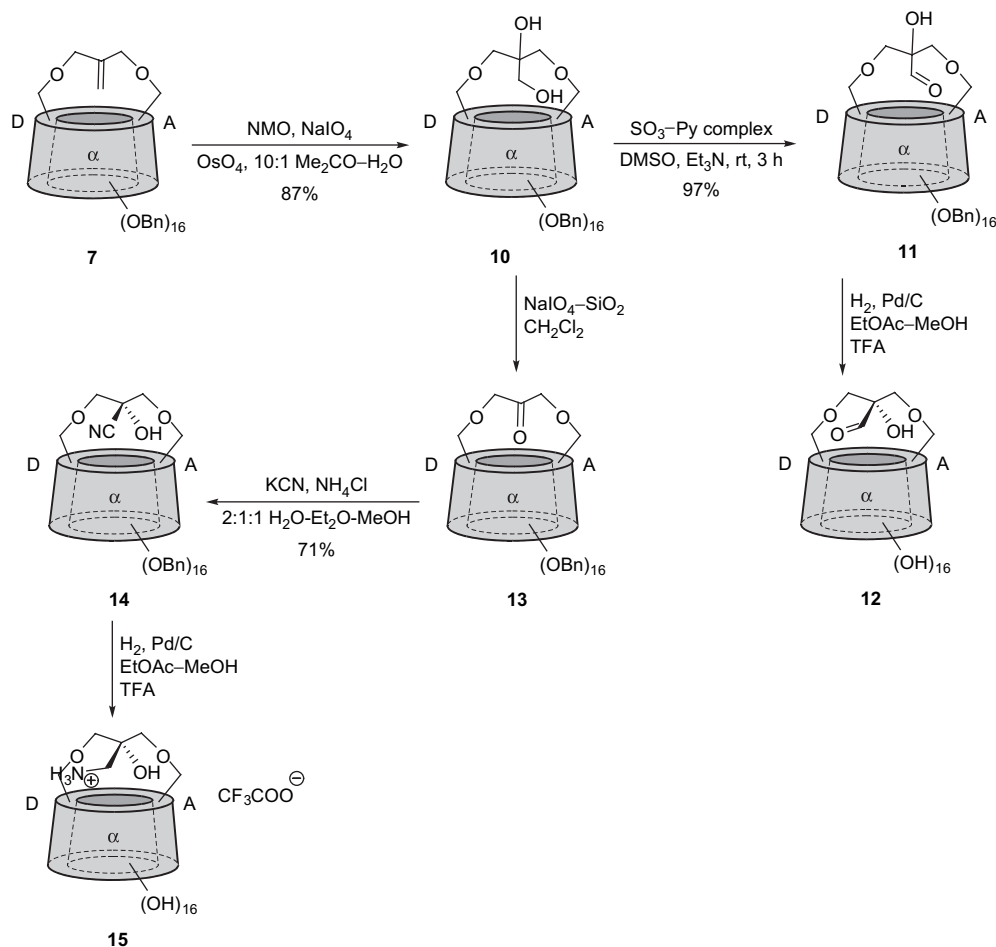 O
O
D
A
α
(OBn)16
7
NMO, NaIO4
OsO4, 10:1 Me2CO–H2O
87%
OH
O
O
OH
D
A
α
(OBn)16
10
SO3–Py complex
DMSO, Et3N, rt, 3 h
97%
OH
O
O
O
D
A
α
(OBn)16
11
NaIO4–SiO2
CH2Cl2
H2, Pd/C
EtOAc–MeOH
TFA
O
O
NC
OH
D
A
α
(OBn)16
14
KCN, NH4Cl
2:1:1 H2O-Et2O-MeOH
71%
O
O
O
D
A
α
(OBn)16
13
O
O
O
OH
D
A
α
(OH)16
12
H2, Pd/C
EtOAc–MeOH
TFA
O
O
H3N
+
OH
D
A
α
(OH)16
15
CF3COO−